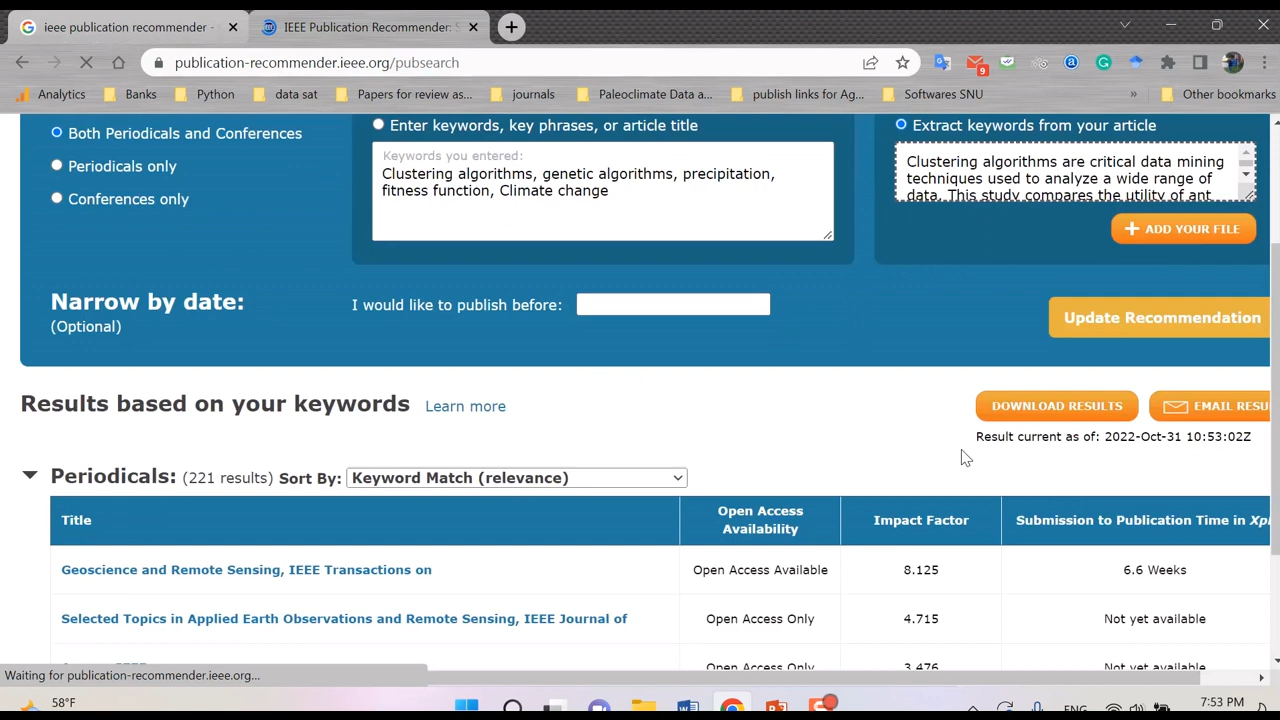 ieee publication recommender -
IEEE Publication Recommender: S
publication-recommender.ieee.org/pubsearch
9
Analytics
Banks
Python
data sat
Papers for review as...
journals
Paleoclimate Data a...
publish links for Ag...
Softwares SNU
»
Other bookmarks
Both Periodicals and Conferences
Periodicals only
Conferences only
Enter keywords, key phrases, or article title
Keywords you entered:
Clustering algorithms, genetic algorithms, precipitation,
fitness function, Climate change
Extract keywords from your article
Clustering algorithms are critical data mining
techniques used to analyze a wide range of
data. This study compares the utility of ant
+ ADD YOUR FILE
Narrow by date:
(Optional)
I would like to publish before:
Update Recommendation
Results based on your keywords
Learn more
DOWNLOAD RESULTS
EMAIL RESU
Result current as of: 2022-Oct-31 10:53:02Z
Periodicals: (221 results) Sort By: Keyword Match (relevance)
Title
Open Access
Availability
Impact Factor
Submission to Publication Time in Xpl
Geoscience and Remote Sensing, IEEE Transactions on
Open Access Available
8.125
6.6 Weeks
Selected Topics in Applied Earth Observations and Remote Sensing, IEEE Journal of
Open Access Only
4.715
Not yet available
Open Access Only
3.476
Not yet available
Waiting for publication-recommender.ieee.org...
58°F
ENG
7:53 PM